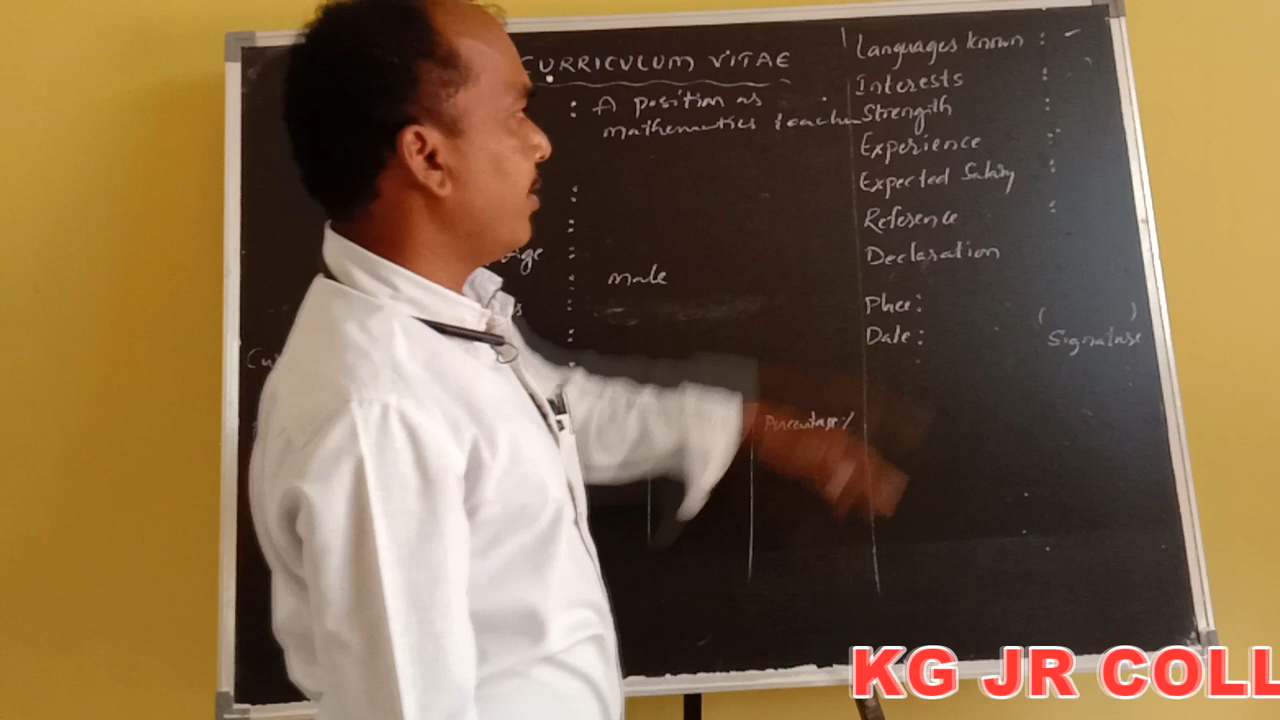 CURRICULUM VITAE
: A position as
mathematics teacher
Age :
: male
Percentage %
Languages known : -
Interests :
Strength :
Experience :
Expected Salary :
Reference :
Declaration
Place:
Date:
( )
Signature
KG JR COLL